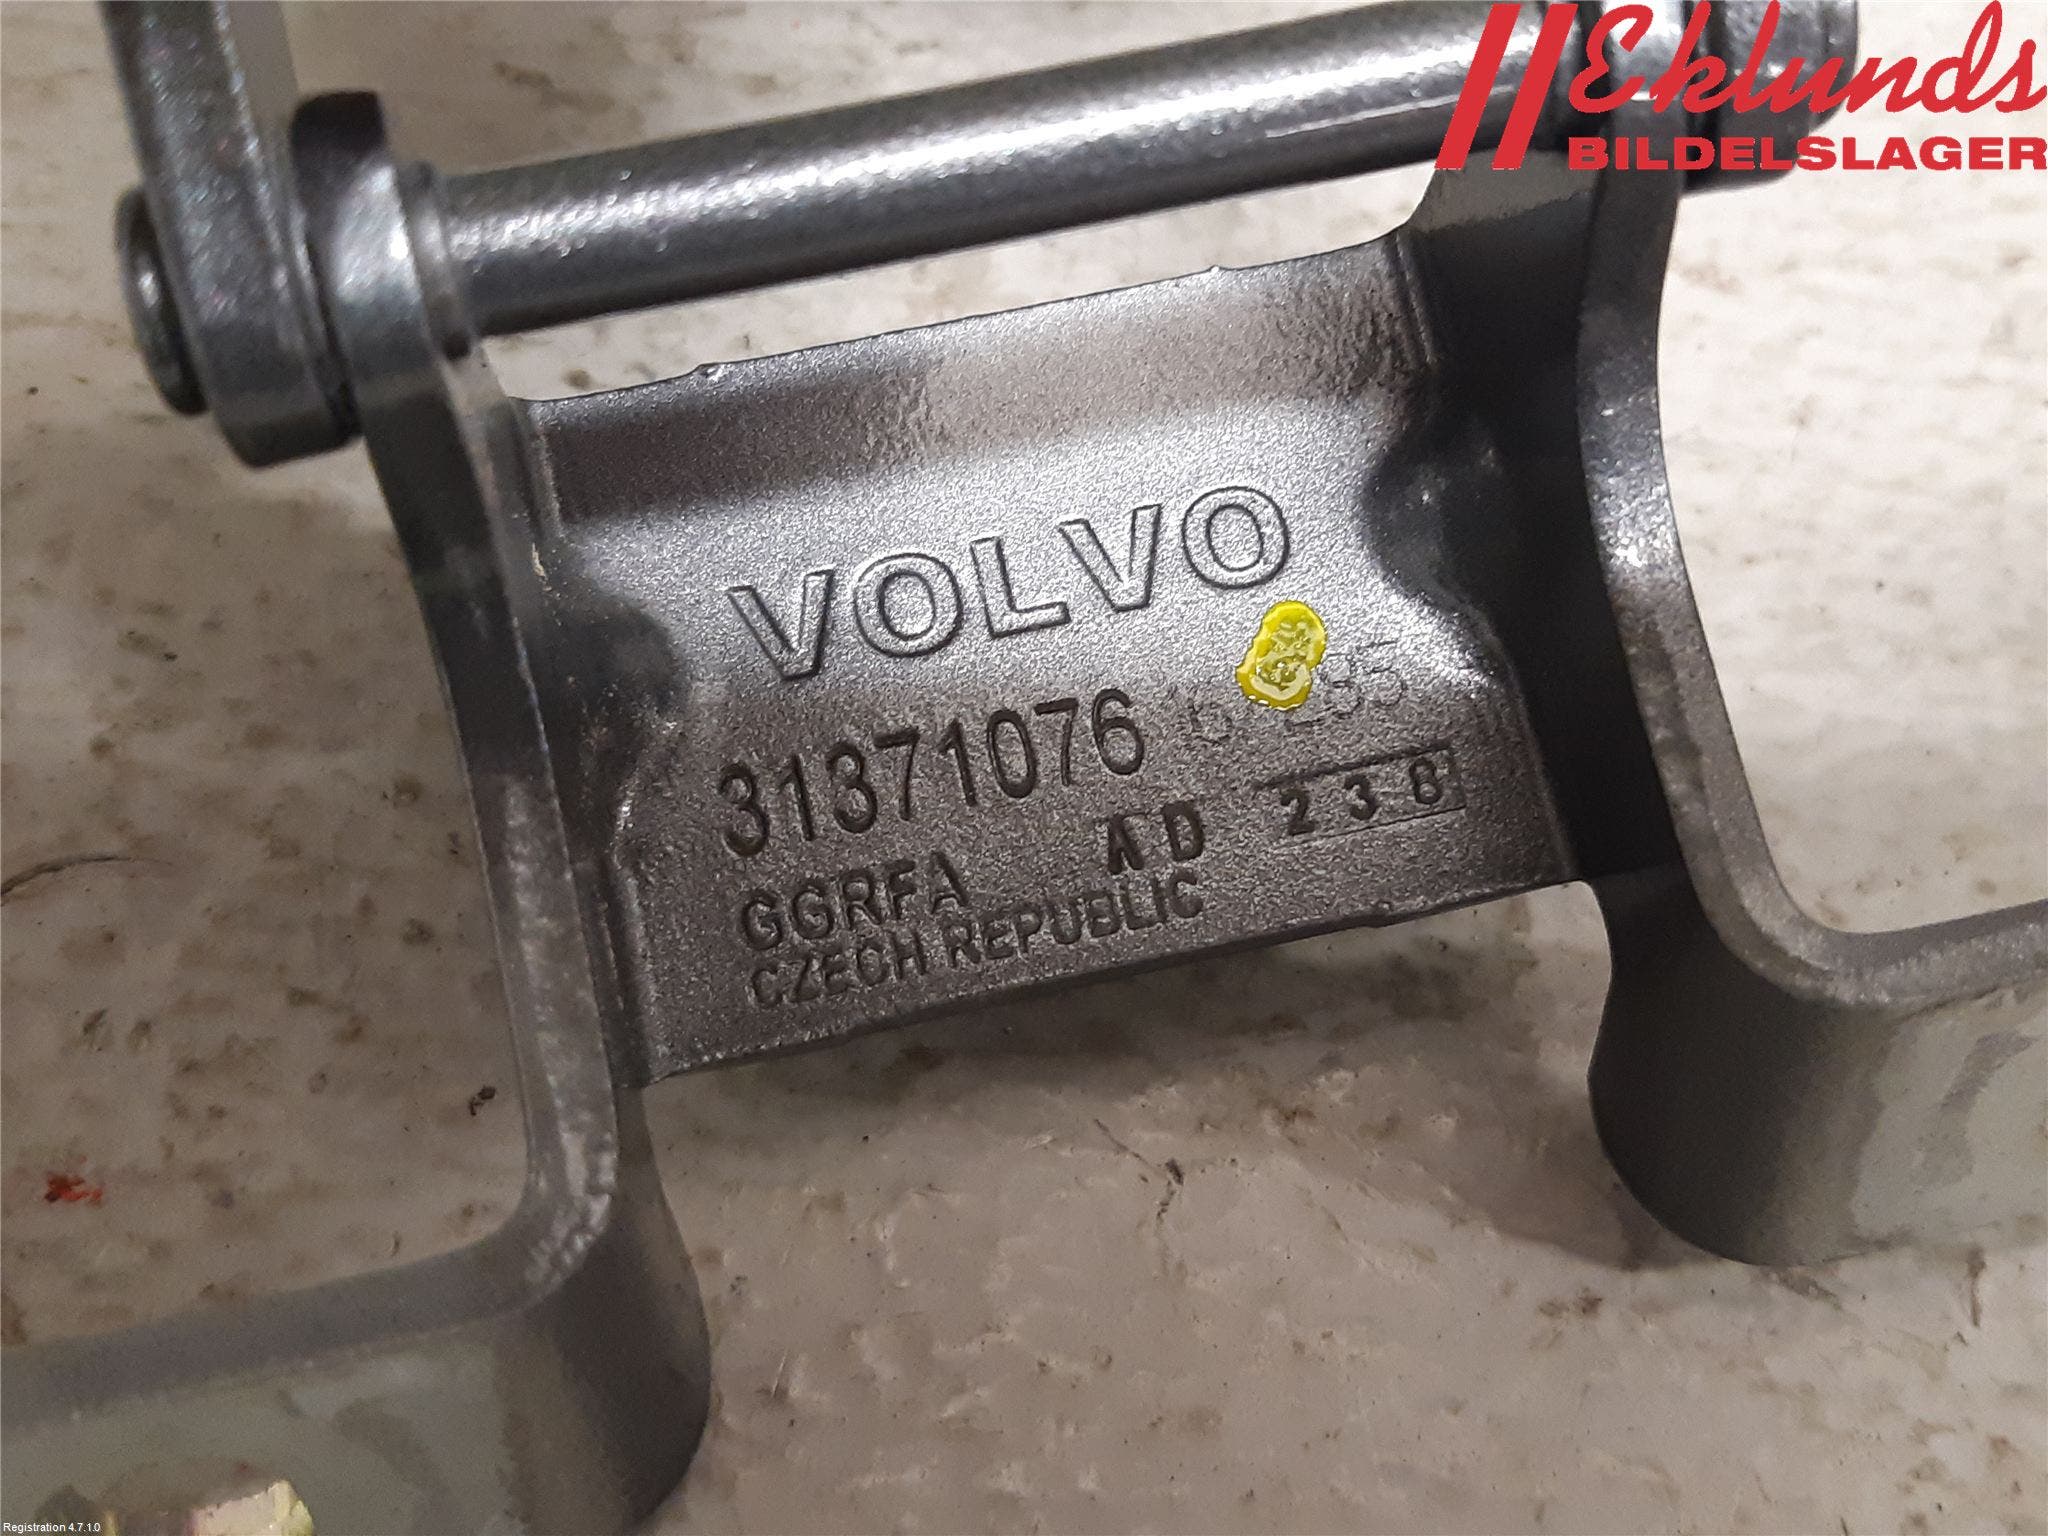 Eklunds
BILDELSLAGER
VOLVO
31371076
AD
238
GGRFA
CZECH REPUBLIC
Registration 4.7.1.0